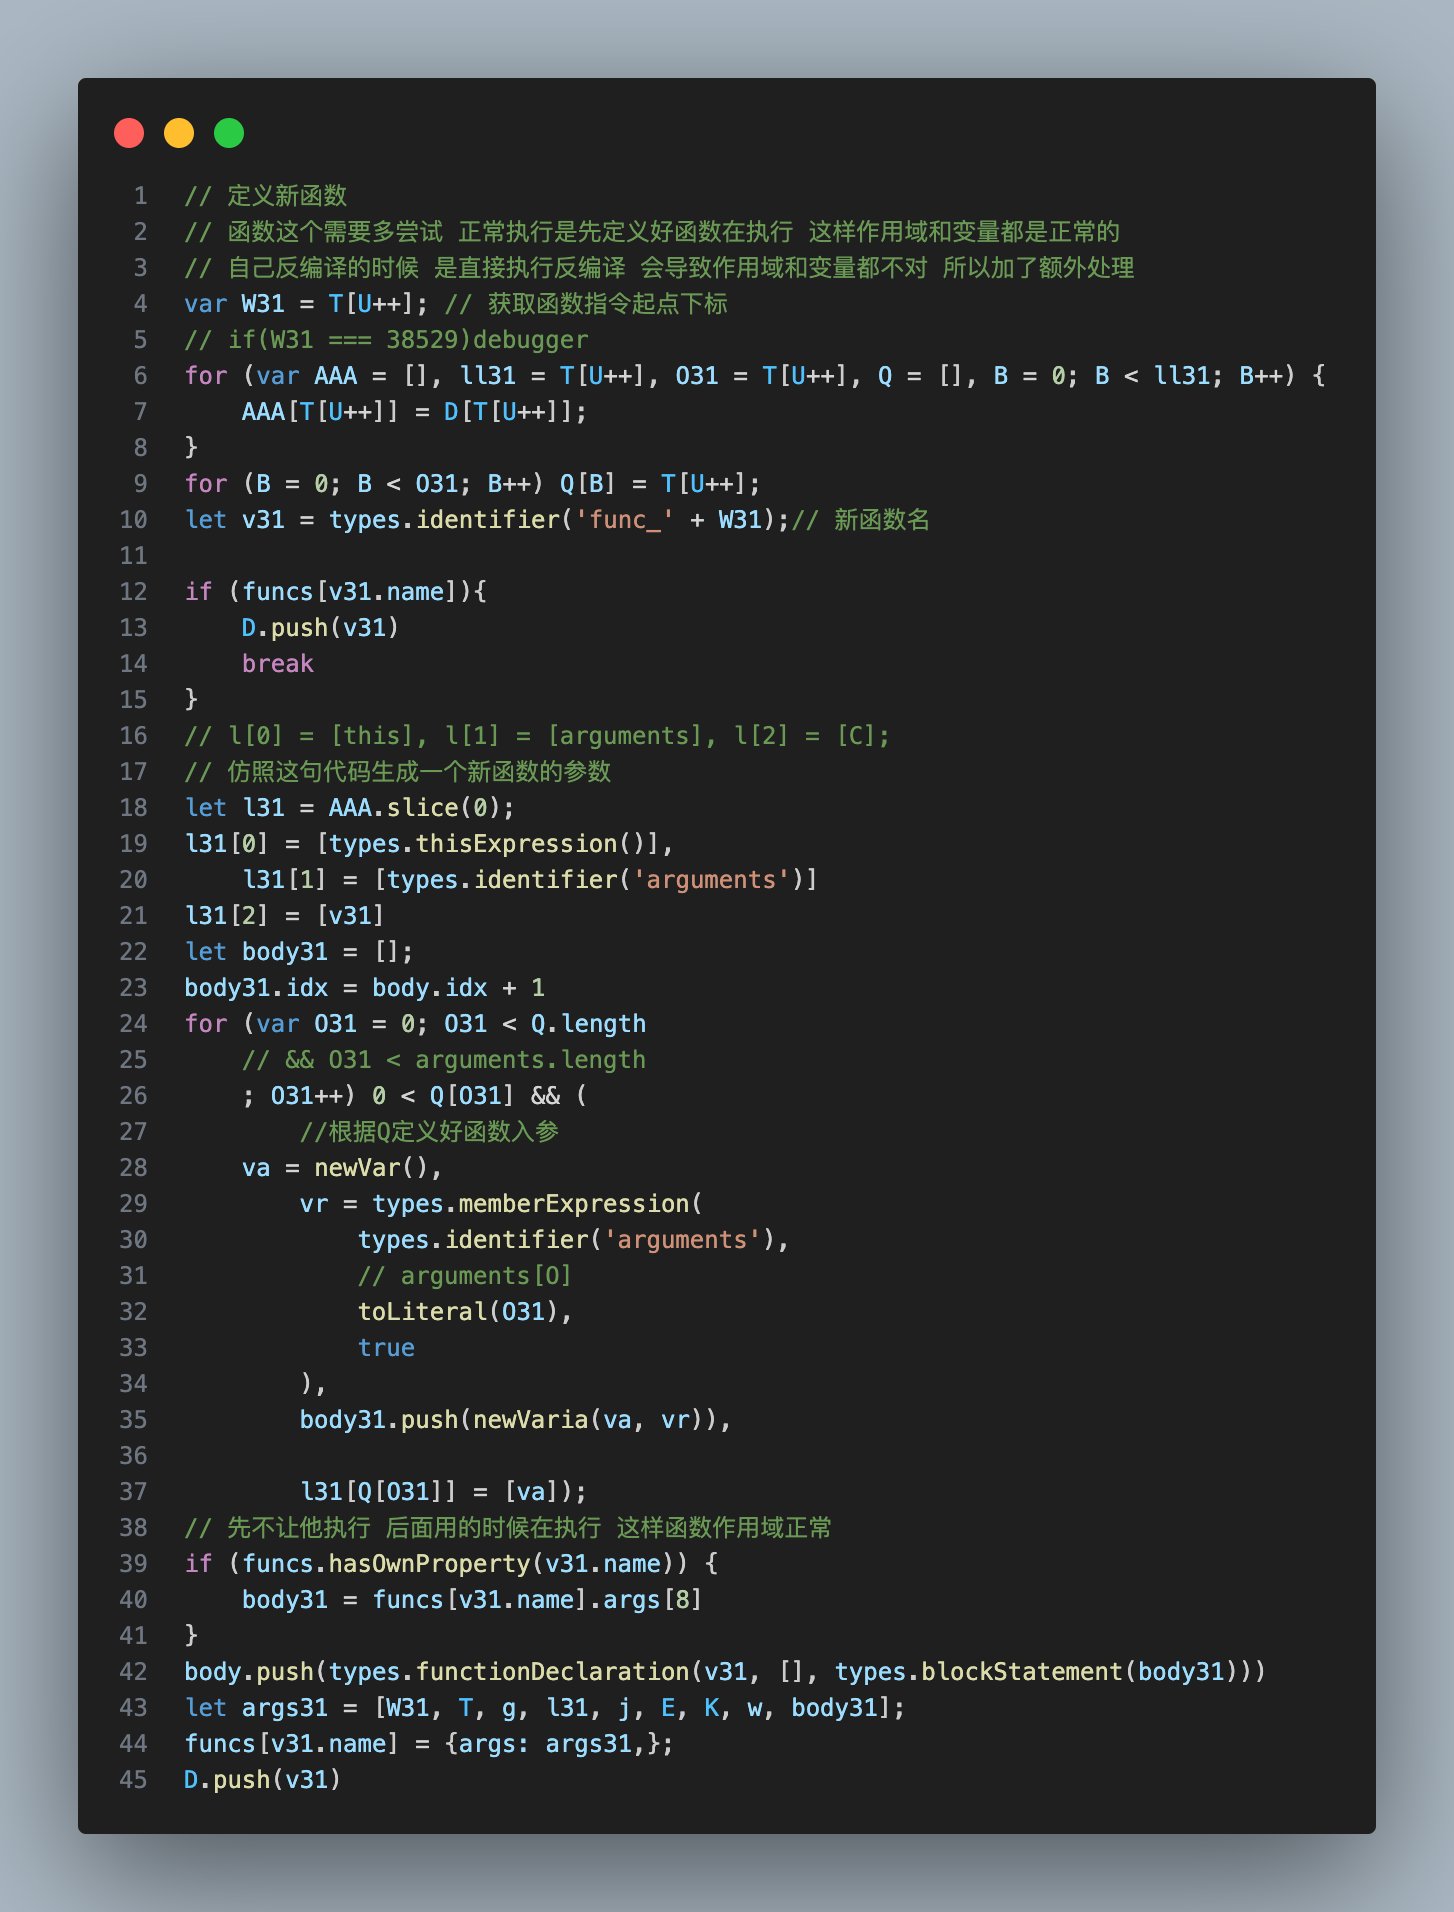 1 // 定义新函数
2 // 函数这个需要多尝试 正常执行是先定义好函数在执行 这样作用域和变量都是正常的
3 // 自己反编译的时候 是直接执行反编译 会导致作用域和变量都不对 所以加了额外处理
4 var W31 = T[U++]; // 获取函数指令起点下标
5 // if(W31 === 38529)debugger
6 for (var AAA = [], ll31 = T[U++], O31 = T[U++], Q = [], B = 0; B < ll31; B++) {
7     AAA[T[U++]] = D[T[U++]];
8 }
9 for (B = 0; B < O31; B++) Q[B] = T[U++];
10 let v31 = types.identifier('func_' + W31);// 新函数名
11
12 if (funcs[v31.name]){
13     D.push(v31)
14     break
15 }
16 // l[0] = [this], l[1] = [arguments], l[2] = [C];
17 // 仿照这句代码生成一个新函数的参数
18 let l31 = AAA.slice(0);
19 l31[0] = [types.thisExpression()],
20     l31[1] = [types.identifier('arguments')]
21 l31[2] = [v31]
22 let body31 = [];
23 body31.idx = body.idx + 1
24 for (var O31 = 0; O31 < Q.length
25     // && O31 < arguments.length
26     ; O31++) 0 < Q[O31] && (
27         //根据Q定义好函数入参
28     va = newVar(),
29         vr = types.memberExpression(
30             types.identifier('arguments'),
31             // arguments[O]
32             toLiteral(O31),
33             true
34         ),
35         body31.push(newVaria(va, vr)),
36
37         l31[Q[O31]] = [va]);
38 // 先不让他执行 后面用的时候在执行 这样函数作用域正常
39 if (funcs.hasOwnProperty(v31.name)) {
40     body31 = funcs[v31.name].args[8]
41 }
42 body.push(types.functionDeclaration(v31, [], types.blockStatement(body31)))
43 let args31 = [W31, T, g, l31, j, E, K, w, body31];
44 funcs[v31.name] = {args: args31,};
45 D.push(v31)